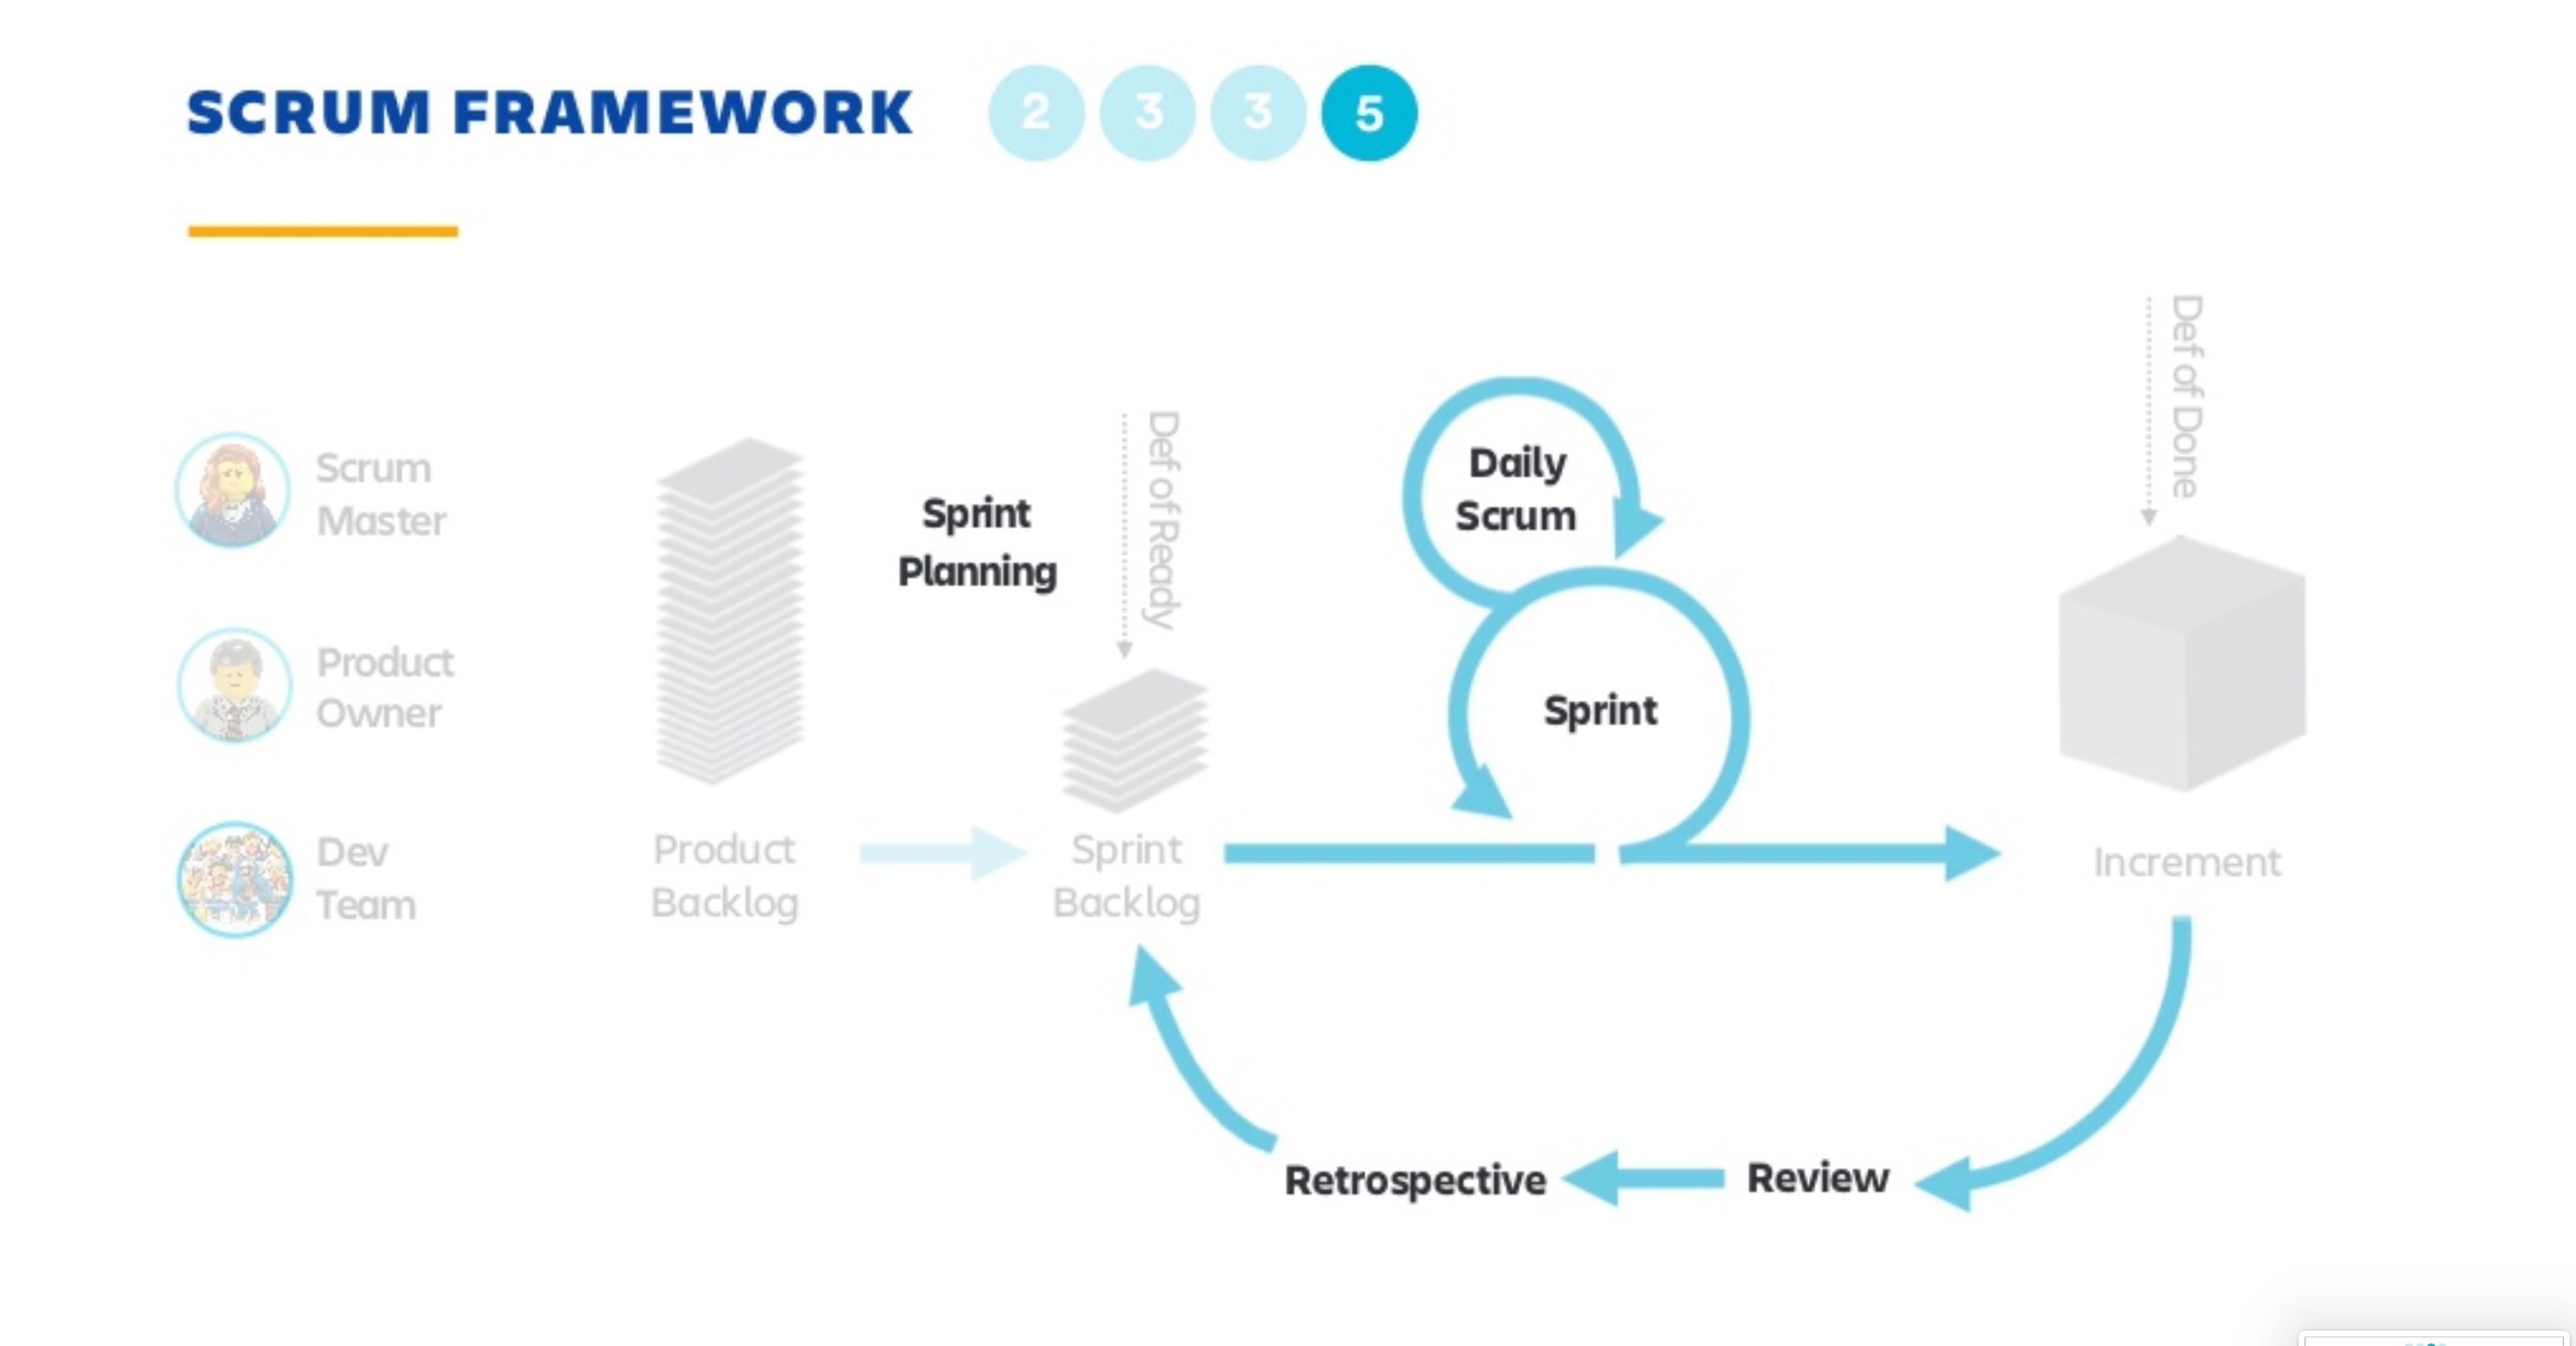 SCRUM FRAMEWORK
2 3 3 5
Scrum
Master
Product
Owner
Dev
Team
Product
Backlog
Sprint
Planning
Def of Ready
Sprint
Backlog
Daily
Scrum
Sprint
Def of Done
Increment
Review
Retrospective